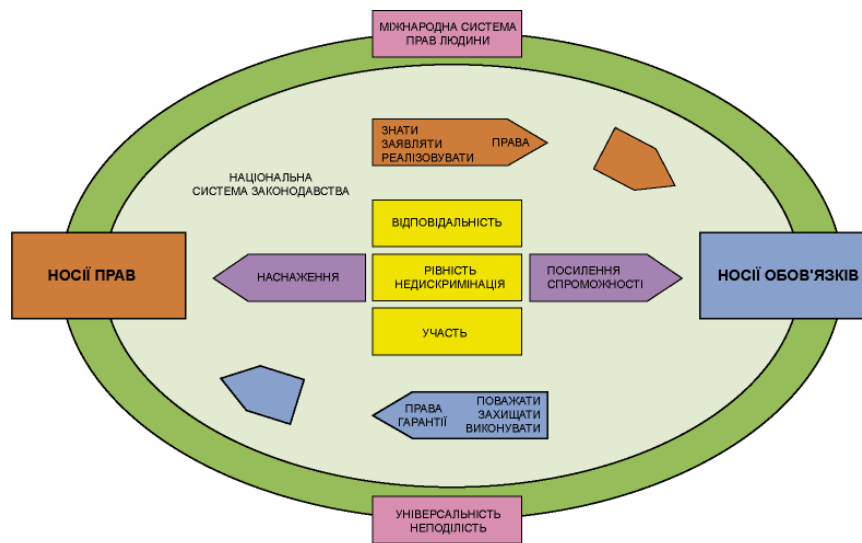 МІЖНАРОДНА СИСТЕМА
ПРАВ ЛЮДИНИ
ЗНАТИ
ЗАЯВЛЯТИ ПРАВА
РЕАЛІЗОВУВАТИ
НАЦІОНАЛЬНА
СИСТЕМА ЗАКОНОДАВСТВА
ВІДПОВІДАЛЬНІСТЬ
НОСІЇ ПРАВ
НАСНАЖЕННЯ
РІВНІСТЬ
НЕДИСКРИМІНАЦІЯ
ПОСИЛЕННЯ
СПРОМОЖНОСТІ
НОСІЇ ОБОВ'ЯЗКІВ
УЧАСТЬ
ПРАВА
ГАРАНТІЇ
ПОВАЖАТИ
ЗАХИЩАТИ
ВИКОНУВАТИ
УНІВЕРСАЛЬНІСТЬ
НЕПОДІЛІСТЬ